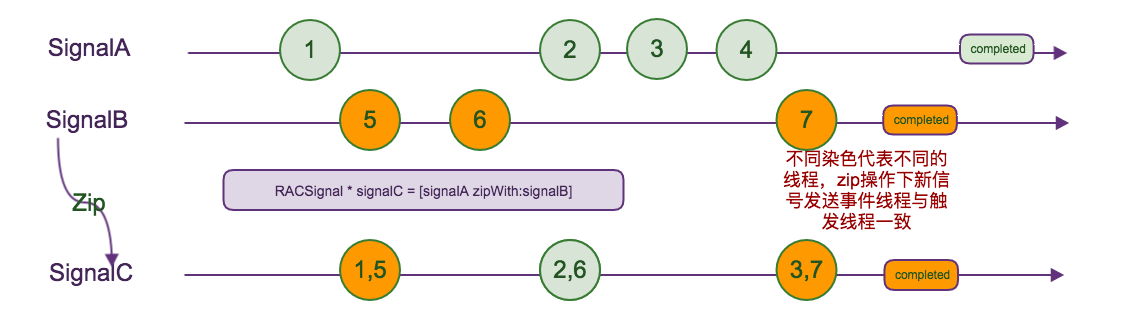 SignalA
1
2
3
4
completed
SignalB
5
6
7
completed
不同染色代表不同的
线程，zip操作下新信
号发送事件线程与触
发线程一致
RACSignal * signalC = [signalA zipWith:signalB]
Zip
SignalC
1,5
2,6
3,7
completed